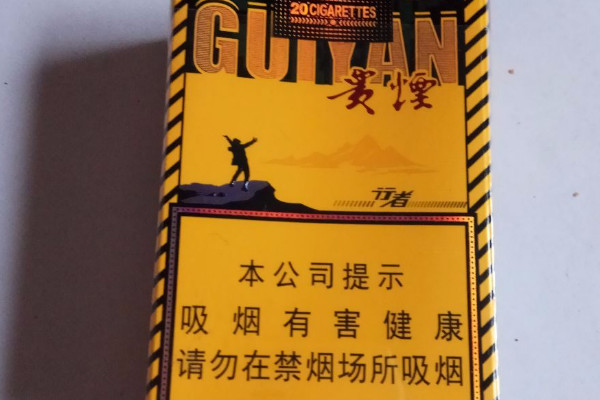 20 CIGARETTES
GUIYAN
贵煙
行者
本公司提示
吸烟有害健康
请勿在禁烟场所吸烟